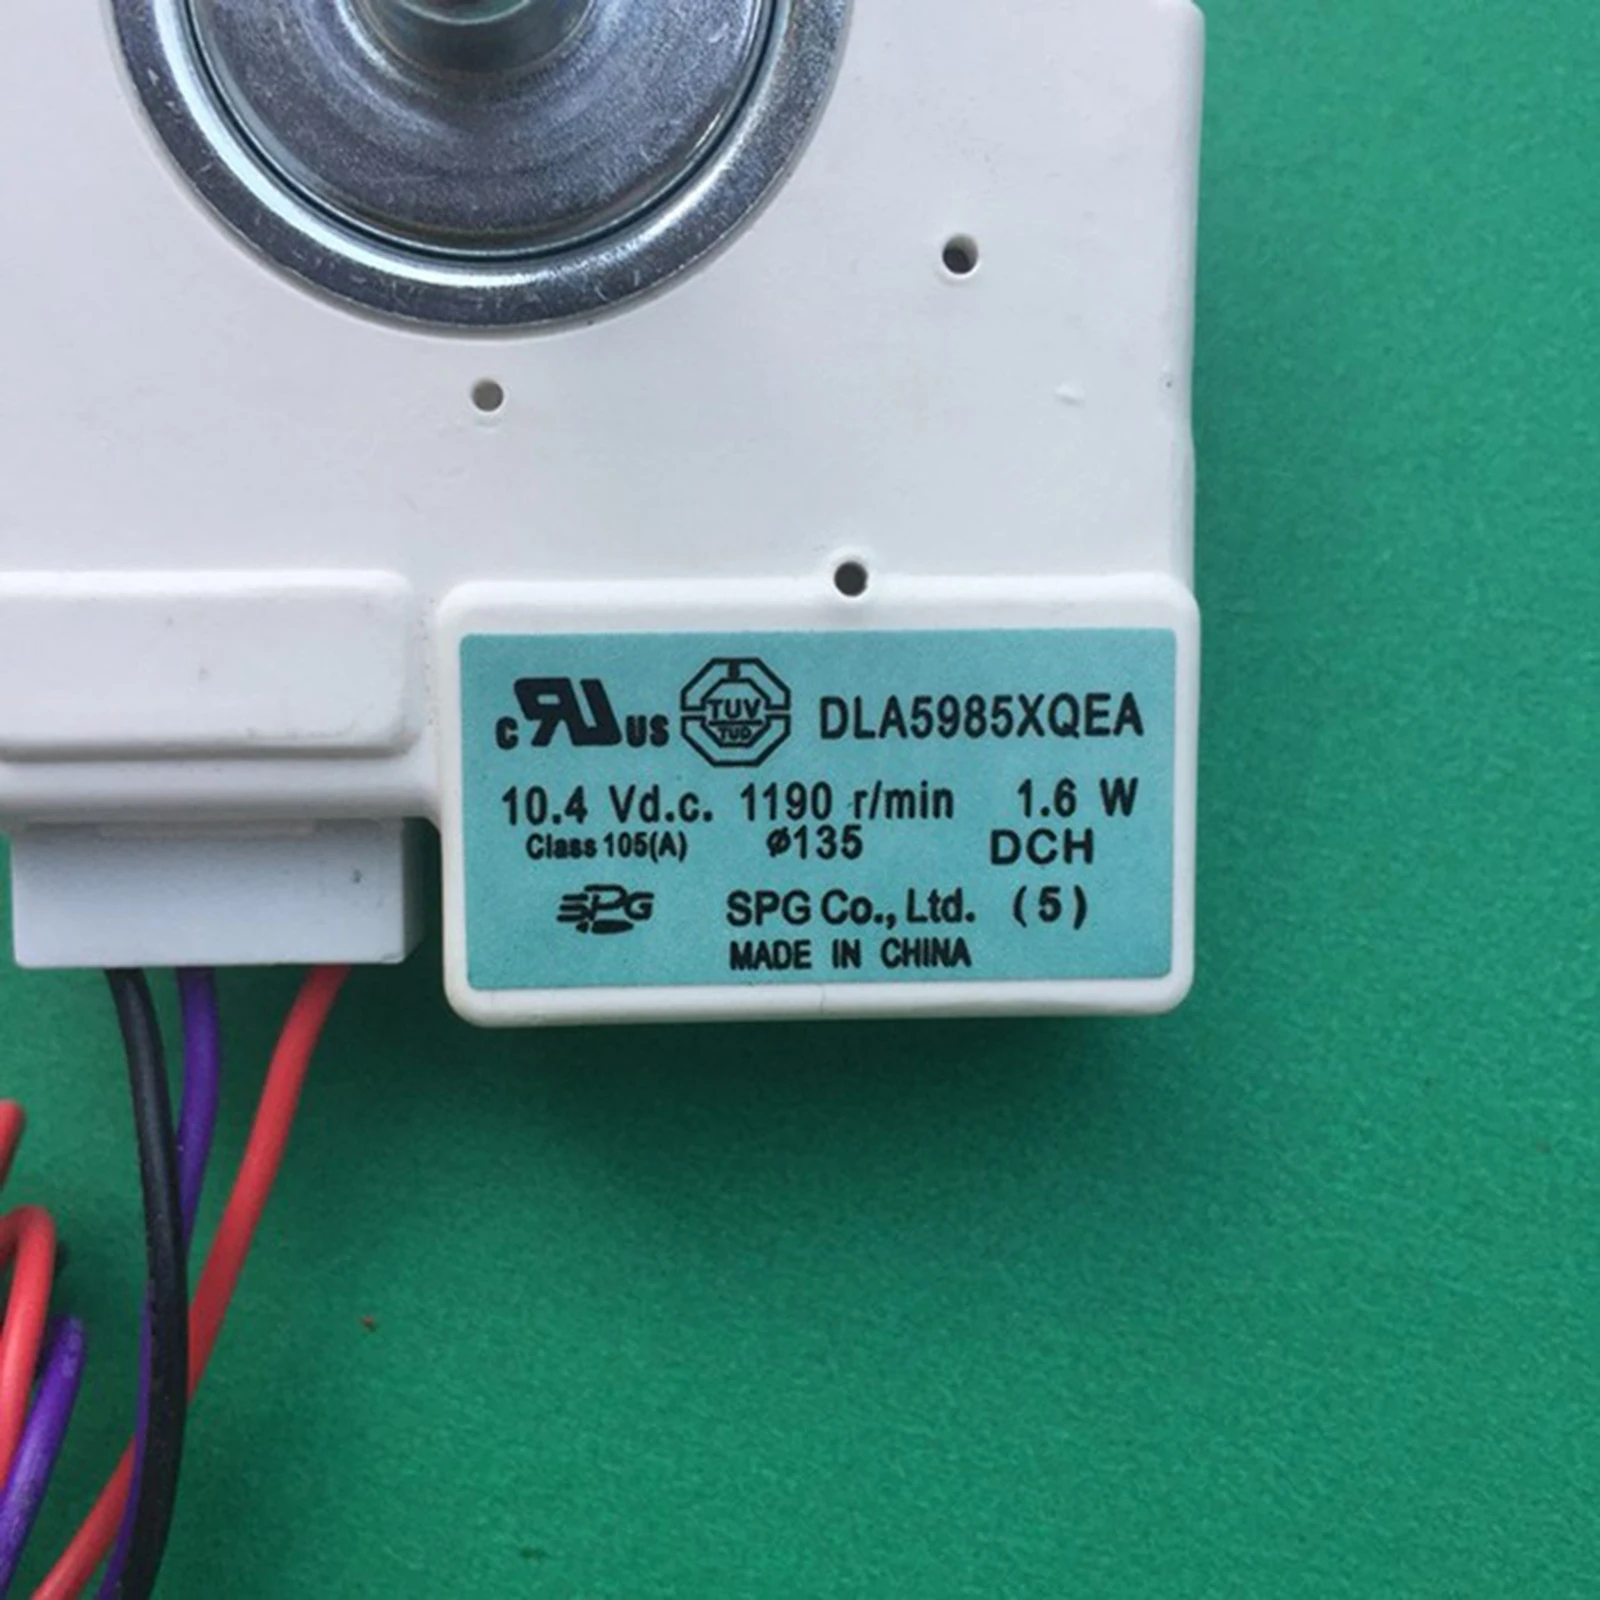 c RU US TUV TUD DLA5985XQEA
10.4 Vd.c. 1190 r/min 1.6 W
Class 105(A) ø135 DCH
SPG SPG Co., Ltd. (5)
MADE IN CHINA